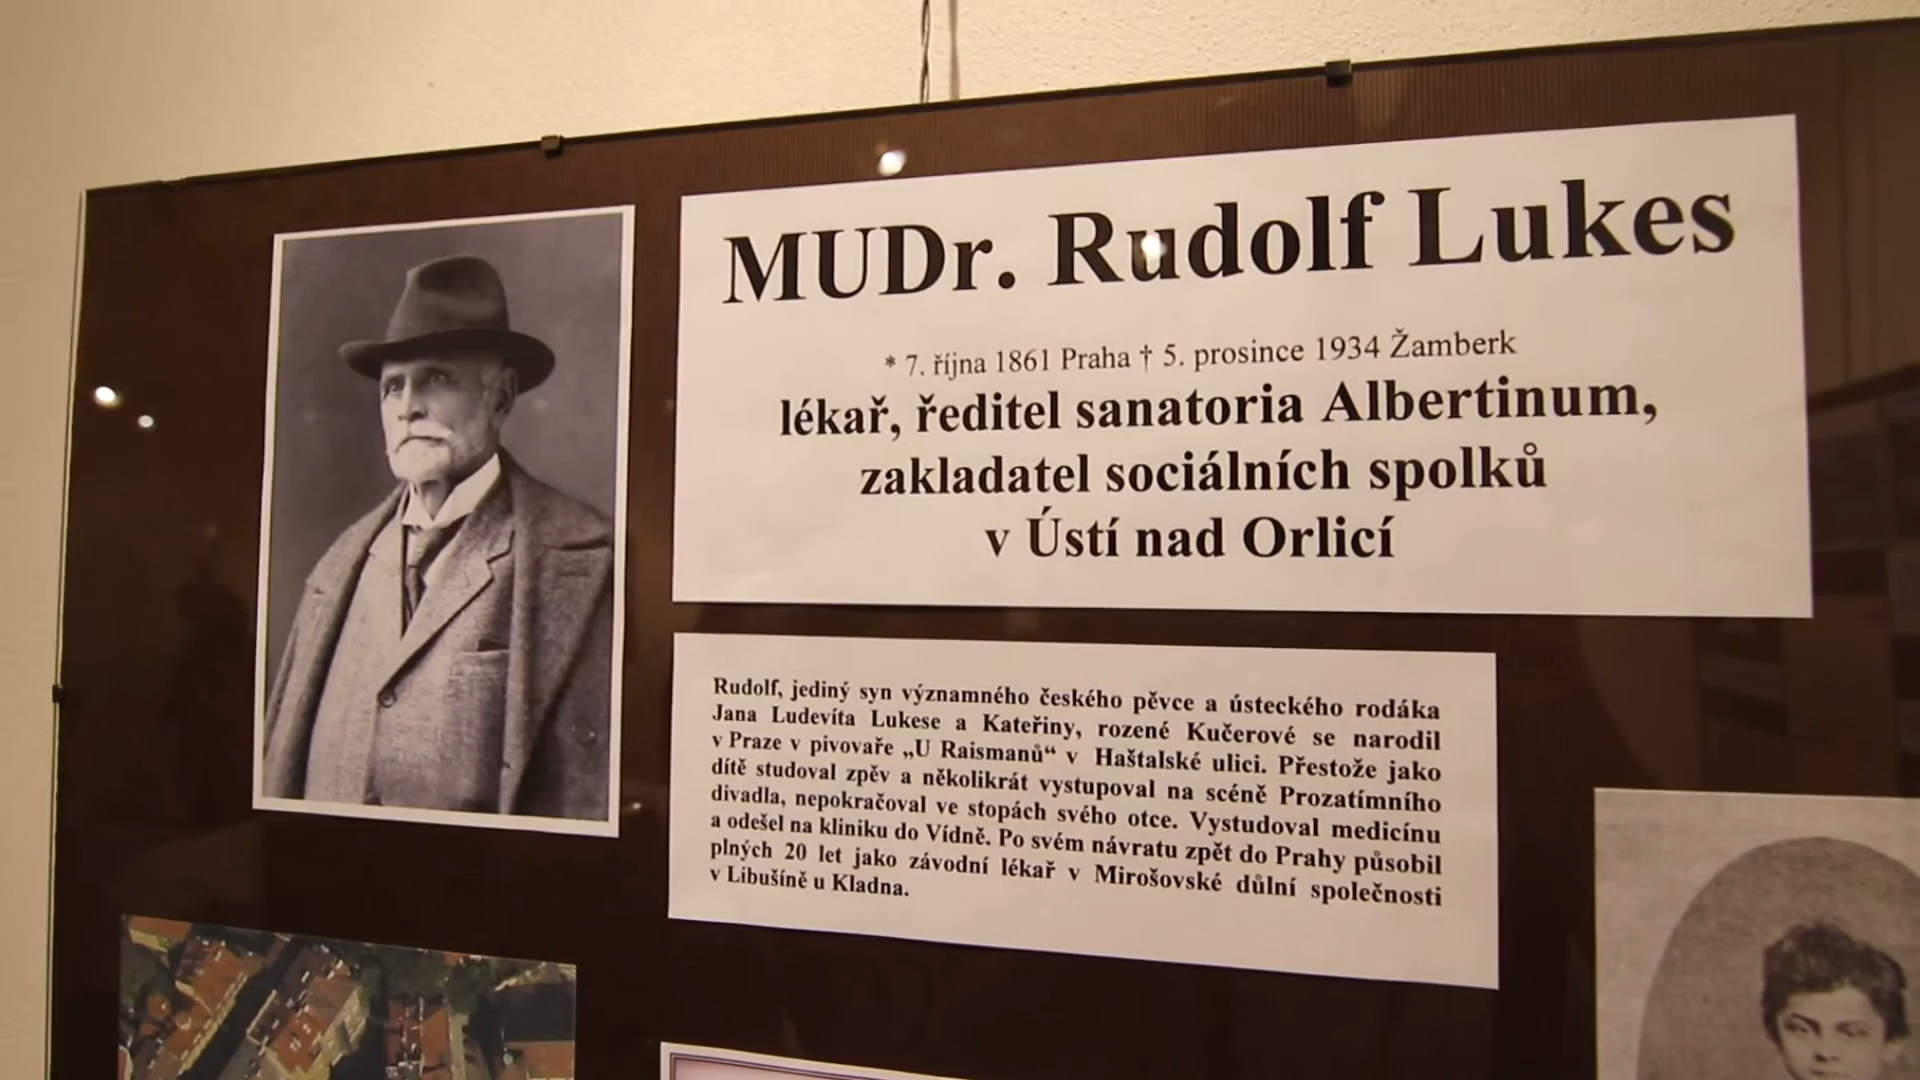 MUDr. Rudolf Lukes
* 7. října 1861 Praha † 5. prosince 1934 Žamberk
lékař, ředitel sanatoria Albertinum,
zakladatel sociálních spolků
v Ústí nad Orlicí
Rudolf, jediný syn významného českého pěvce a ústeckého rodáka
Jana Ludevíta Lukese a Kateřiny, rozené Kučerové se narodil
v Praze v pivovaře „U Raismanů“ v Haštalské ulici. Přestože jako
dítě studoval zpěv a několikrát vystupoval na scéně Prozatímního
divadla, nepokračoval ve stopách svého otce. Vystudoval medicínu
a odešel na kliniku do Vídně. Po svém návratu zpět do Prahy působil
plných 20 let jako závodní lékař v Mirošovské důlní společnosti
v Libušíně u Kladna.